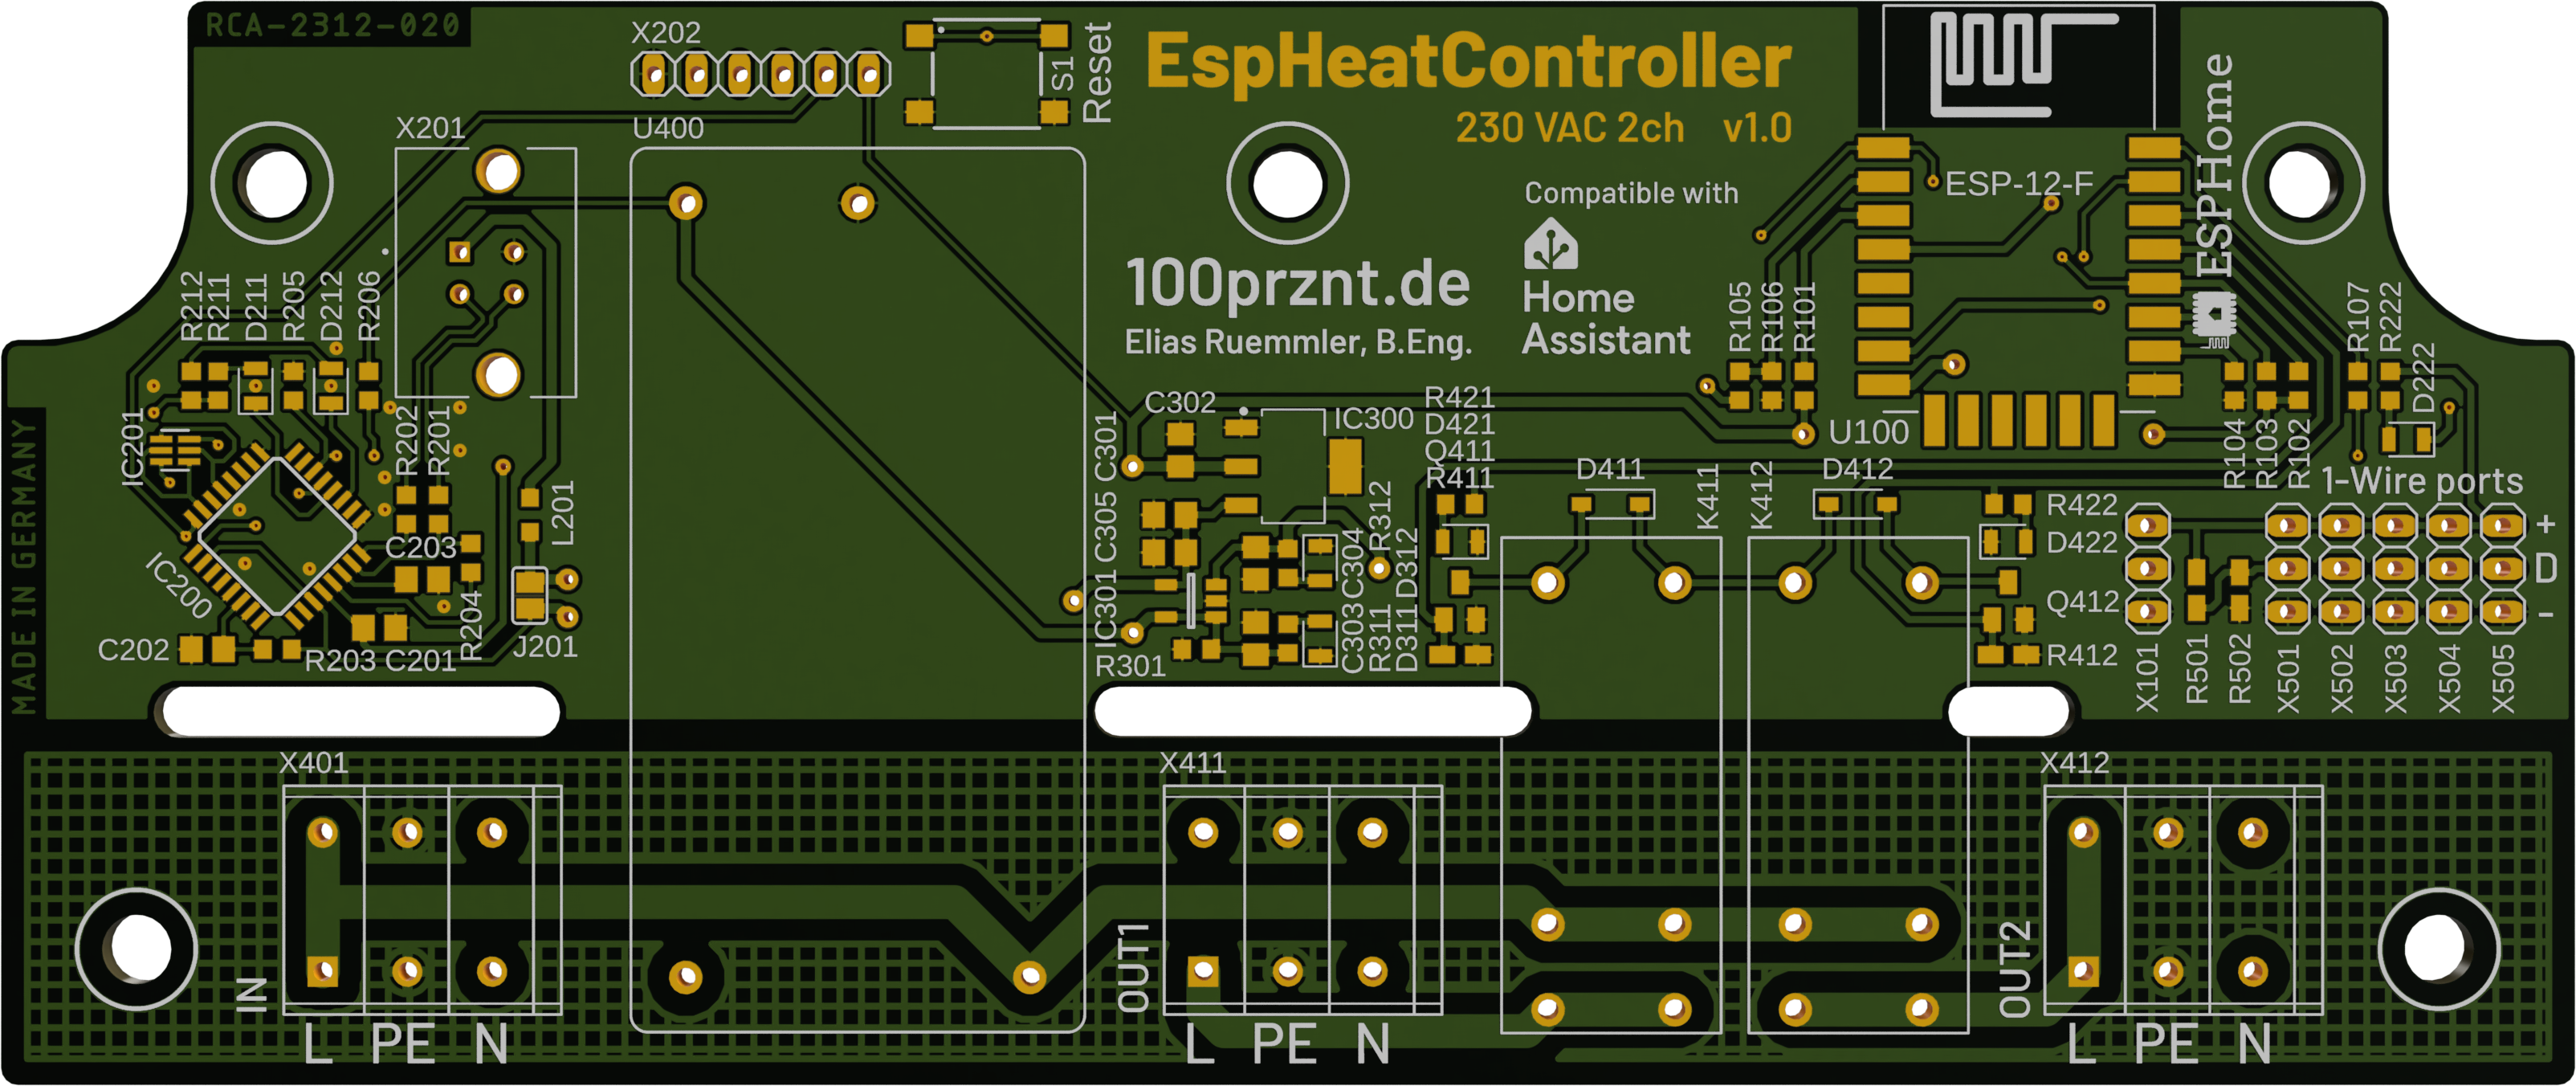 RCA-2312-020
X202
S1
Reset
EspHeatController
230 VAC 2ch v1.0
X201
U400
Compatible with
Home
Assistant
100prznt.de
Elias Ruemmler, B.Eng.
ESP-12-F
ESPHome
R212
R211
D211
R205
D212
R206
R105
R106
R101
R107
R222
D222
IC201
R202
R201
C301
C302
IC300
R421
D421
Q411
R411
U100
R104
R103
R102
MADE IN GERMANY
L201
C203
IC200
C305
R312
C304
D312
D411
K411
K412
D412
R422
D422
Q412
R412
1-Wire ports
+
D
-
C202
R203
C201
R204
J201
IC301
R301
C303
R311
D311
X101
R501
R502
X501
X502
X503
X504
X505
X401
X411
X412
IN
OUT1
OUT2
L PE N
L PE N
L PE N